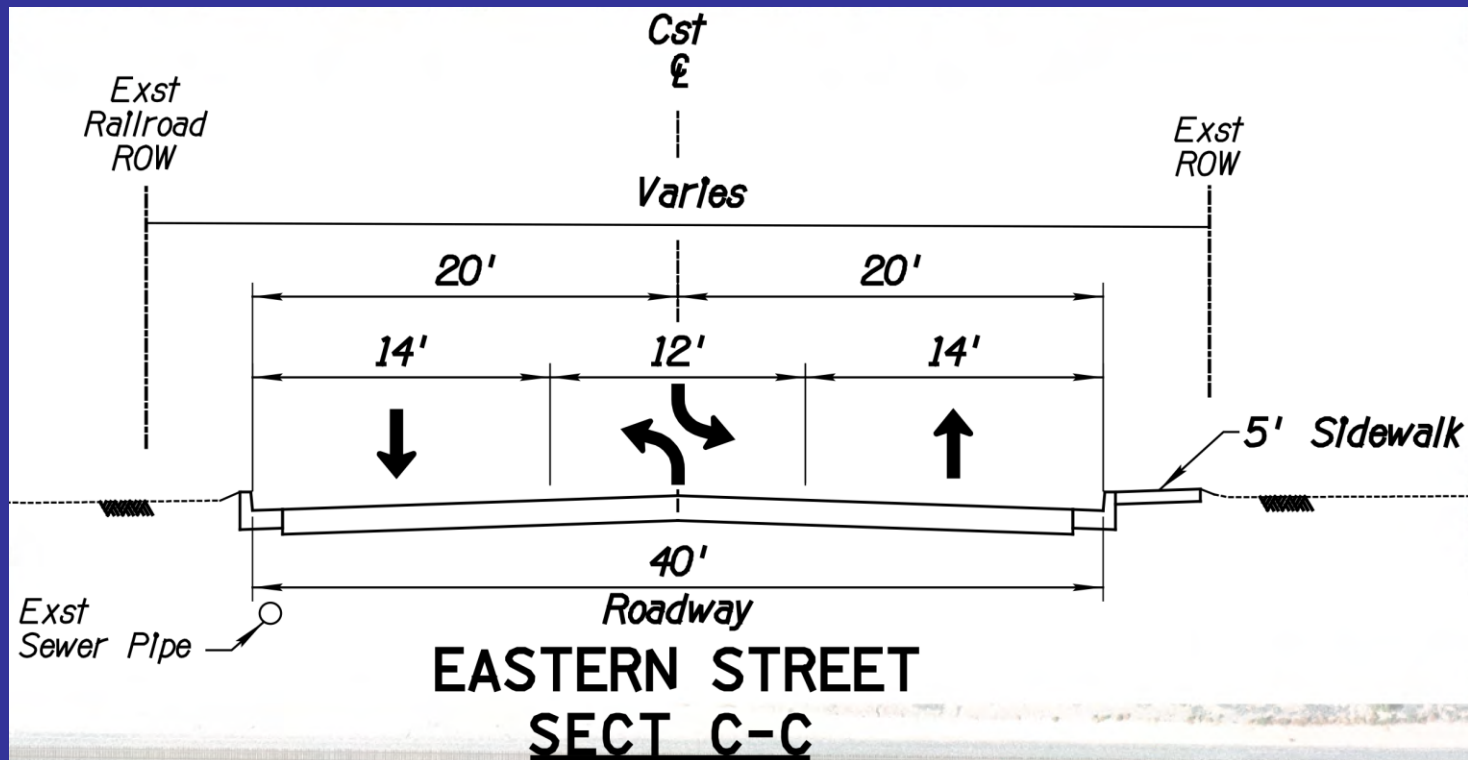 Cst
℄
Exst
Railroad
ROW
Exst
ROW
Varies
20'
20'
14'
12'
14'
5' Sidewalk
40'
Roadway
Exst
Sewer Pipe
EASTERN STREET
SECT C-C